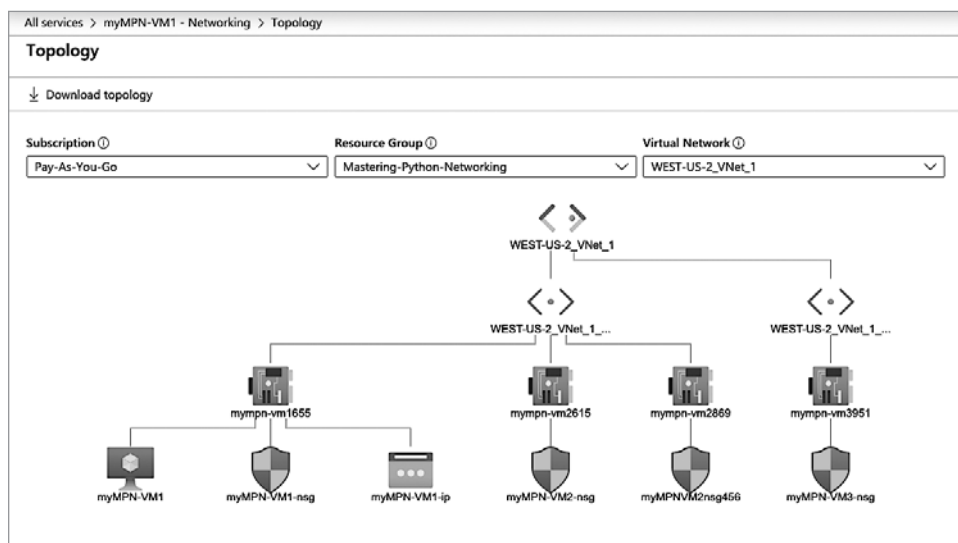 All services > myMPN-VM1 - Networking > Topology
Topology
Download topology
Subscription Resource Group Virtual Network
Pay-As-You-Go Mastering-Python-Networking WEST-US-2_VNet_1
WEST-US-2_VNet_1
WEST-US-2_VNet_1_... WEST-US-2_VNet_1_...
mympn-vm1655 mympn-vm2615 mympn-vm2869 mympn-vm3951
myMPN-VM1 myMPN-VM1-nsg myMPN-VM1-ip myMPN-VM2-nsg myMPNVM2nsg456 myMPN-VM3-nsg